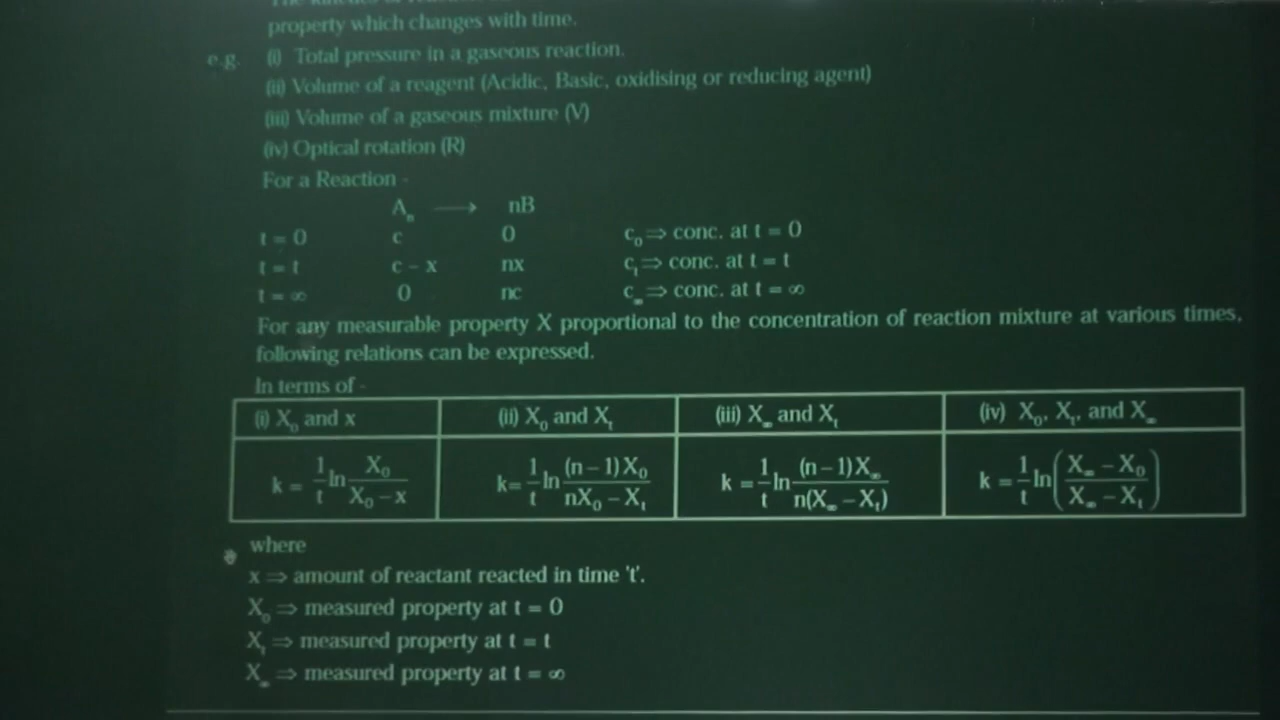 property which changes with time.
e.g. (i) Total pressure in a gaseous reaction.
(ii) Volume of a reagent (Acidic, Basic, oxidising or reducing agent)
(iii) Volume of a gaseous mixture (V)
(iv) Optical rotation (R)
For a Reaction -
Aₙ ⟶ nB
t = 0 c 0 c₀ ⇒ conc. at t = 0
t = t c – x nx cₜ ⇒ conc. at t = t
t = ∞ 0 nc c∞ ⇒ conc. at t = ∞
For any measurable property X proportional to the concentration of reaction mixture at various times,
following relations can be expressed.
In terms of -
(i) X₀ and x (ii) X₀ and Xₜ (iii) X∞ and Xₜ (iv) X₀, Xₜ, and X∞
k = 1/t ln X₀/(X₀ – x) k = 1/t ln (n – 1)X₀/(nX₀ – Xₜ) k = 1/t ln (n – 1)X∞/(n(X∞ – Xₜ)) k = 1/t ln ((X∞ – X₀)/(X∞ – Xₜ))
where
x ⇒ amount of reactant reacted in time 't'.
X₀ ⇒ measured property at t = 0
Xₜ ⇒ measured property at t = t
X∞ ⇒ measured property at t = ∞